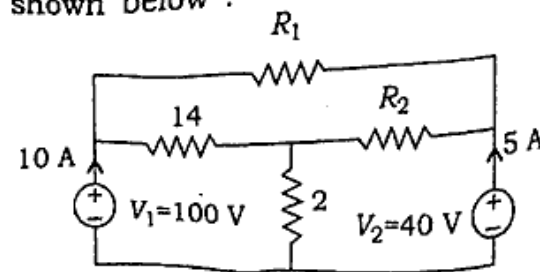 shown below :
R₁
14
R₂
10 A
5 A
V₁=100 V
2
V₂=40 V